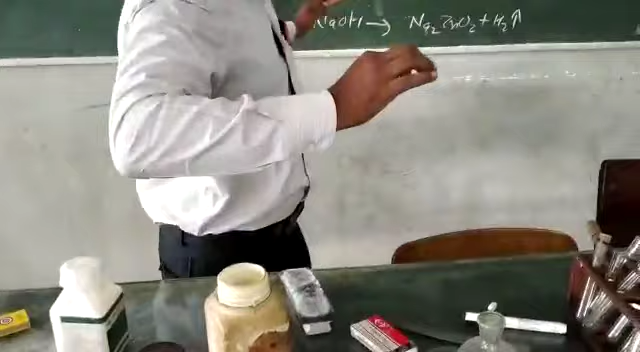 NaOH → Na₂ZnO₂ + H₂↑